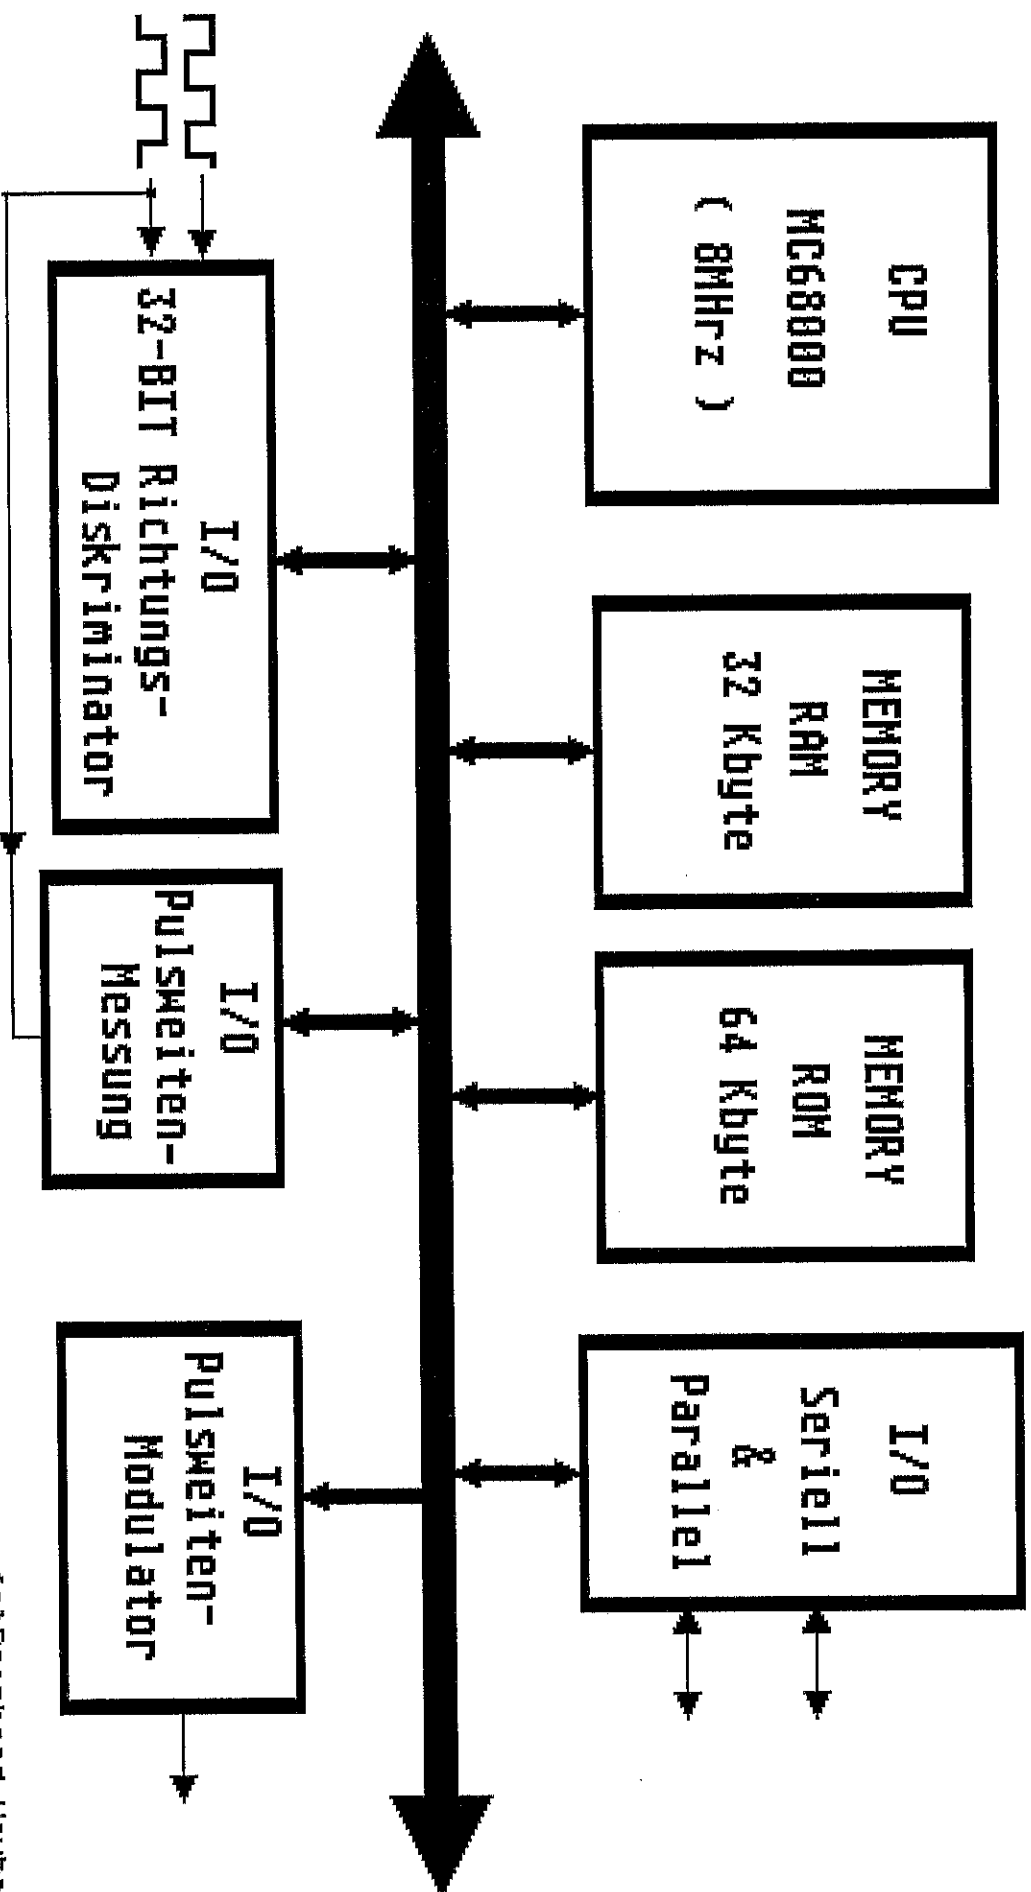 CPU
MC68000
( 8MHrz )
MEMORY
RAM
32 Kbyte
MEMORY
ROM
64 Kbyte
I/O
Seriell
&
Parallel
I/O
32-BIT Richtungs-
Diskriminator
I/O
Pulsweiten-
Messung
I/O
Pulsweiten-
Modulator